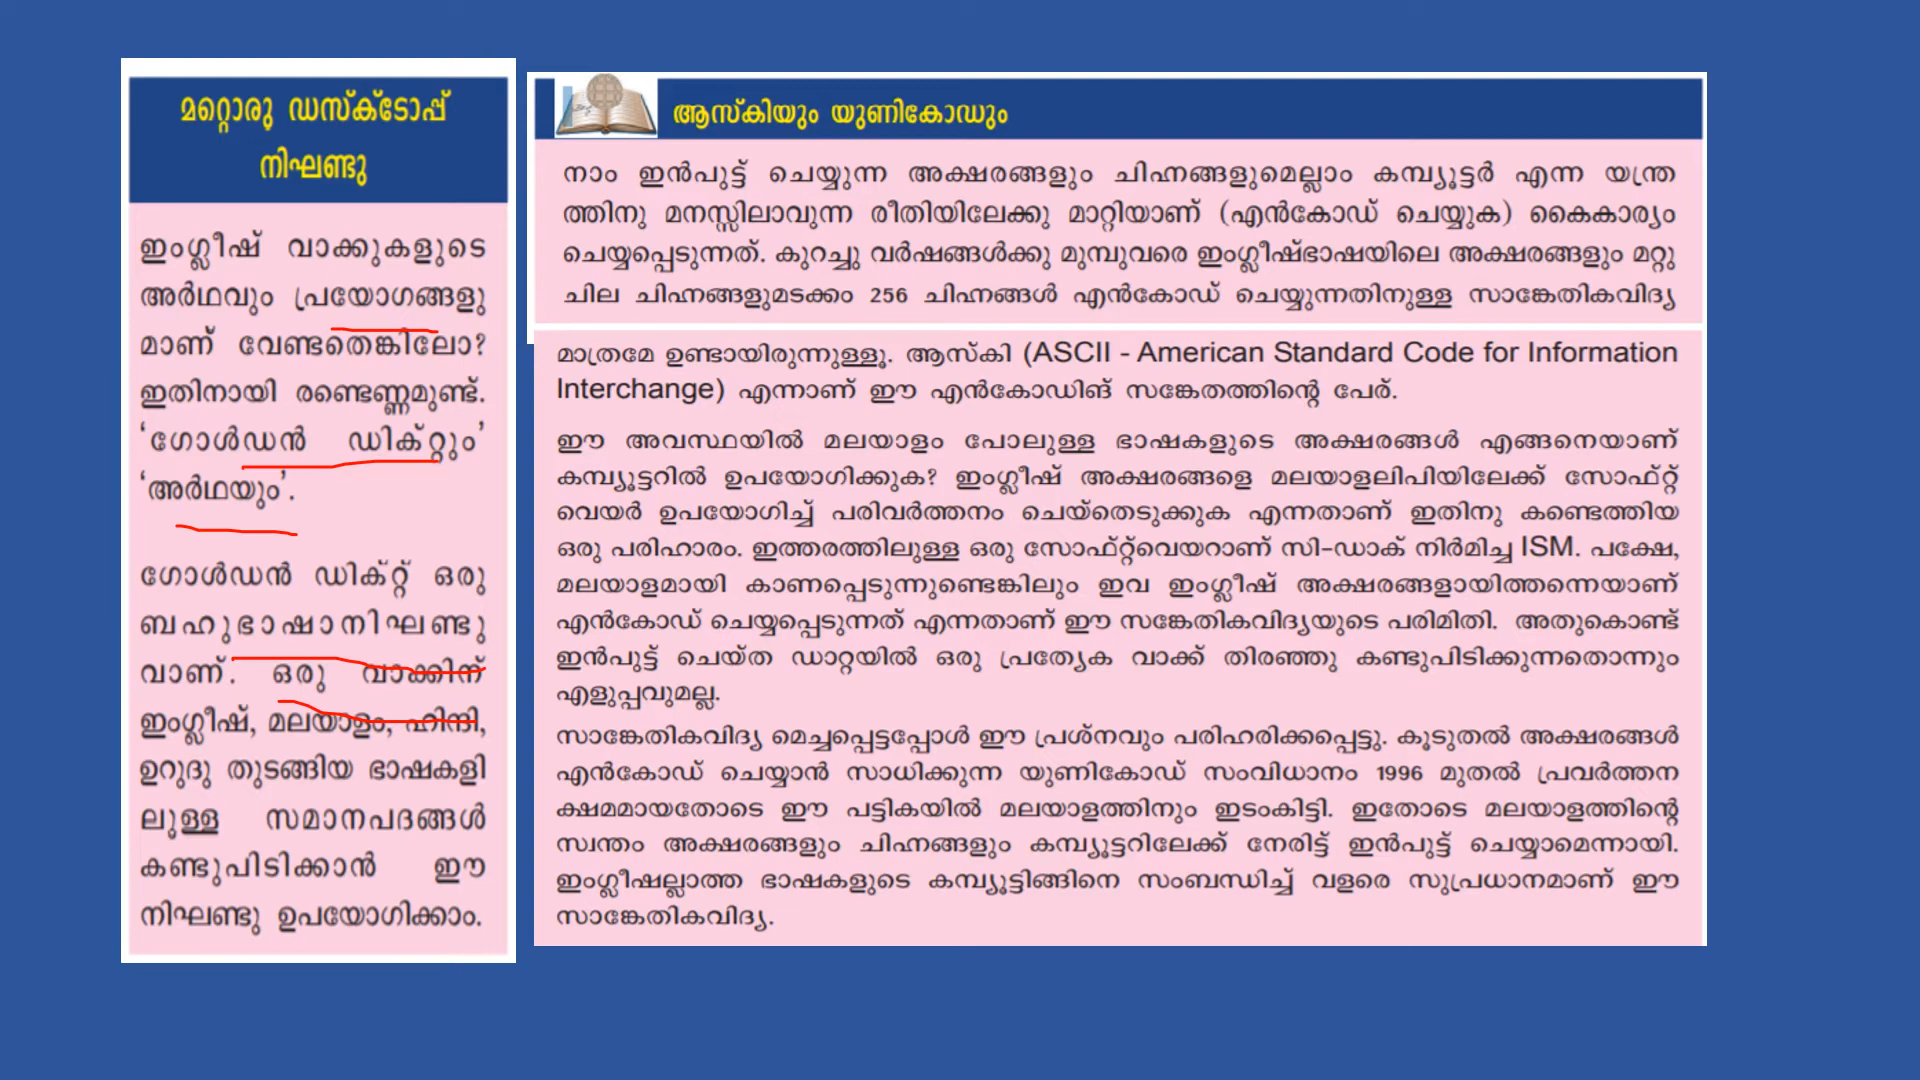 മറ്റൊരു ഡസ്ക്ടോപ്പ്
നിഘണ്ടു
ഇംഗ്ലീഷ് വാക്കുകളുടെ
അർഥവും പ്രയോഗങ്ങളു
മാണ് വേണ്ടതെങ്കിലോ?
ഇതിനായി രണ്ടെണ്ണമുണ്ട്.
‘ഗോൾഡൻ ഡിക്റ്റും’
‘അർഥയും’.
ഗോൾഡൻ ഡിക്റ്റ് ഒരു
ബഹുഭാഷാനിഘണ്ടു
വാണ്. ഒരു വാക്കിന്
ഇംഗ്ലീഷ്, മലയാളം, ഹിന്ദി,
ഉറുദു തുടങ്ങിയ ഭാഷകളി
ലുള്ള സമാനപദങ്ങൾ
കണ്ടുപിടിക്കാൻ ഈ
നിഘണ്ടു ഉപയോഗിക്കാം.
ആസ്കിയും യുണികോഡും
നാം ഇൻപുട്ട് ചെയ്യുന്ന അക്ഷരങ്ങളും ചിഹ്നങ്ങളുമെല്ലാം കമ്പ്യൂട്ടർ എന്ന യന്ത്ര
ത്തിനു മനസ്സിലാവുന്ന രീതിയിലേക്കു മാറ്റിയാണ് (എൻകോഡ് ചെയ്യുക) കൈകാര്യം
ചെയ്യപ്പെടുന്നത്. കുറച്ചു വർഷങ്ങൾക്കു മുമ്പുവരെ ഇംഗ്ലീഷ്ഭാഷയിലെ അക്ഷരങ്ങളും മറ്റു
ചില ചിഹ്നങ്ങളുമടക്കം 256 ചിഹ്നങ്ങൾ എൻകോഡ് ചെയ്യുന്നതിനുള്ള സാങ്കേതികവിദ്യ
മാത്രമേ ഉണ്ടായിരുന്നുള്ളൂ. ആസ്കി (ASCII - American Standard Code for Information
Interchange) എന്നാണ് ഈ എൻകോഡിങ് സങ്കേതത്തിന്റെ പേര്.
ഈ അവസ്ഥയിൽ മലയാളം പോലുള്ള ഭാഷകളുടെ അക്ഷരങ്ങൾ എങ്ങനെയാണ്
കമ്പ്യൂട്ടറിൽ ഉപയോഗിക്കുക? ഇംഗ്ലീഷ് അക്ഷരങ്ങളെ മലയാളലിപിയിലേക്ക് സോഫ്റ്റ്
വെയർ ഉപയോഗിച്ച് പരിവർത്തനം ചെയ്തെടുക്കുക എന്നതാണ് ഇതിനു കണ്ടെത്തിയ
ഒരു പരിഹാരം. ഇത്തരത്തിലുള്ള ഒരു സോഫ്റ്റ്‌വെയറാണ് സി-ഡാക് നിർമിച്ച ISM. പക്ഷേ,
മലയാളമായി കാണപ്പെടുന്നുണ്ടെങ്കിലും ഇവ ഇംഗ്ലീഷ് അക്ഷരങ്ങളായിത്തന്നെയാണ്
എൻകോഡ് ചെയ്യപ്പെടുന്നത് എന്നതാണ് ഈ സങ്കേതികവിദ്യയുടെ പരിമിതി. അതുകൊണ്ട്
ഇൻപുട്ട് ചെയ്ത ഡാറ്റയിൽ ഒരു പ്രത്യേക വാക്ക് തിരഞ്ഞു കണ്ടുപിടിക്കുന്നതൊന്നും
എളുപ്പവുമല്ല.
സാങ്കേതികവിദ്യ മെച്ചപ്പെട്ടപ്പോൾ ഈ പ്രശ്നവും പരിഹരിക്കപ്പെട്ടു. കൂടുതൽ അക്ഷരങ്ങൾ
എൻകോഡ് ചെയ്യാൻ സാധിക്കുന്ന യുണികോഡ് സംവിധാനം 1996 മുതൽ പ്രവർത്തന
ക്ഷമമായതോടെ ഈ പട്ടികയിൽ മലയാളത്തിനും ഇടംകിട്ടി. ഇതോടെ മലയാളത്തിന്റെ
സ്വന്തം അക്ഷരങ്ങളും ചിഹ്നങ്ങളും കമ്പ്യൂട്ടറിലേക്ക് നേരിട്ട് ഇൻപുട്ട് ചെയ്യാമെന്നായി.
ഇംഗ്ലീഷല്ലാത്ത ഭാഷകളുടെ കമ്പ്യൂട്ടിങ്ങിനെ സംബന്ധിച്ച് വളരെ സുപ്രധാനമാണ് ഈ
സാങ്കേതികവിദ്യ.